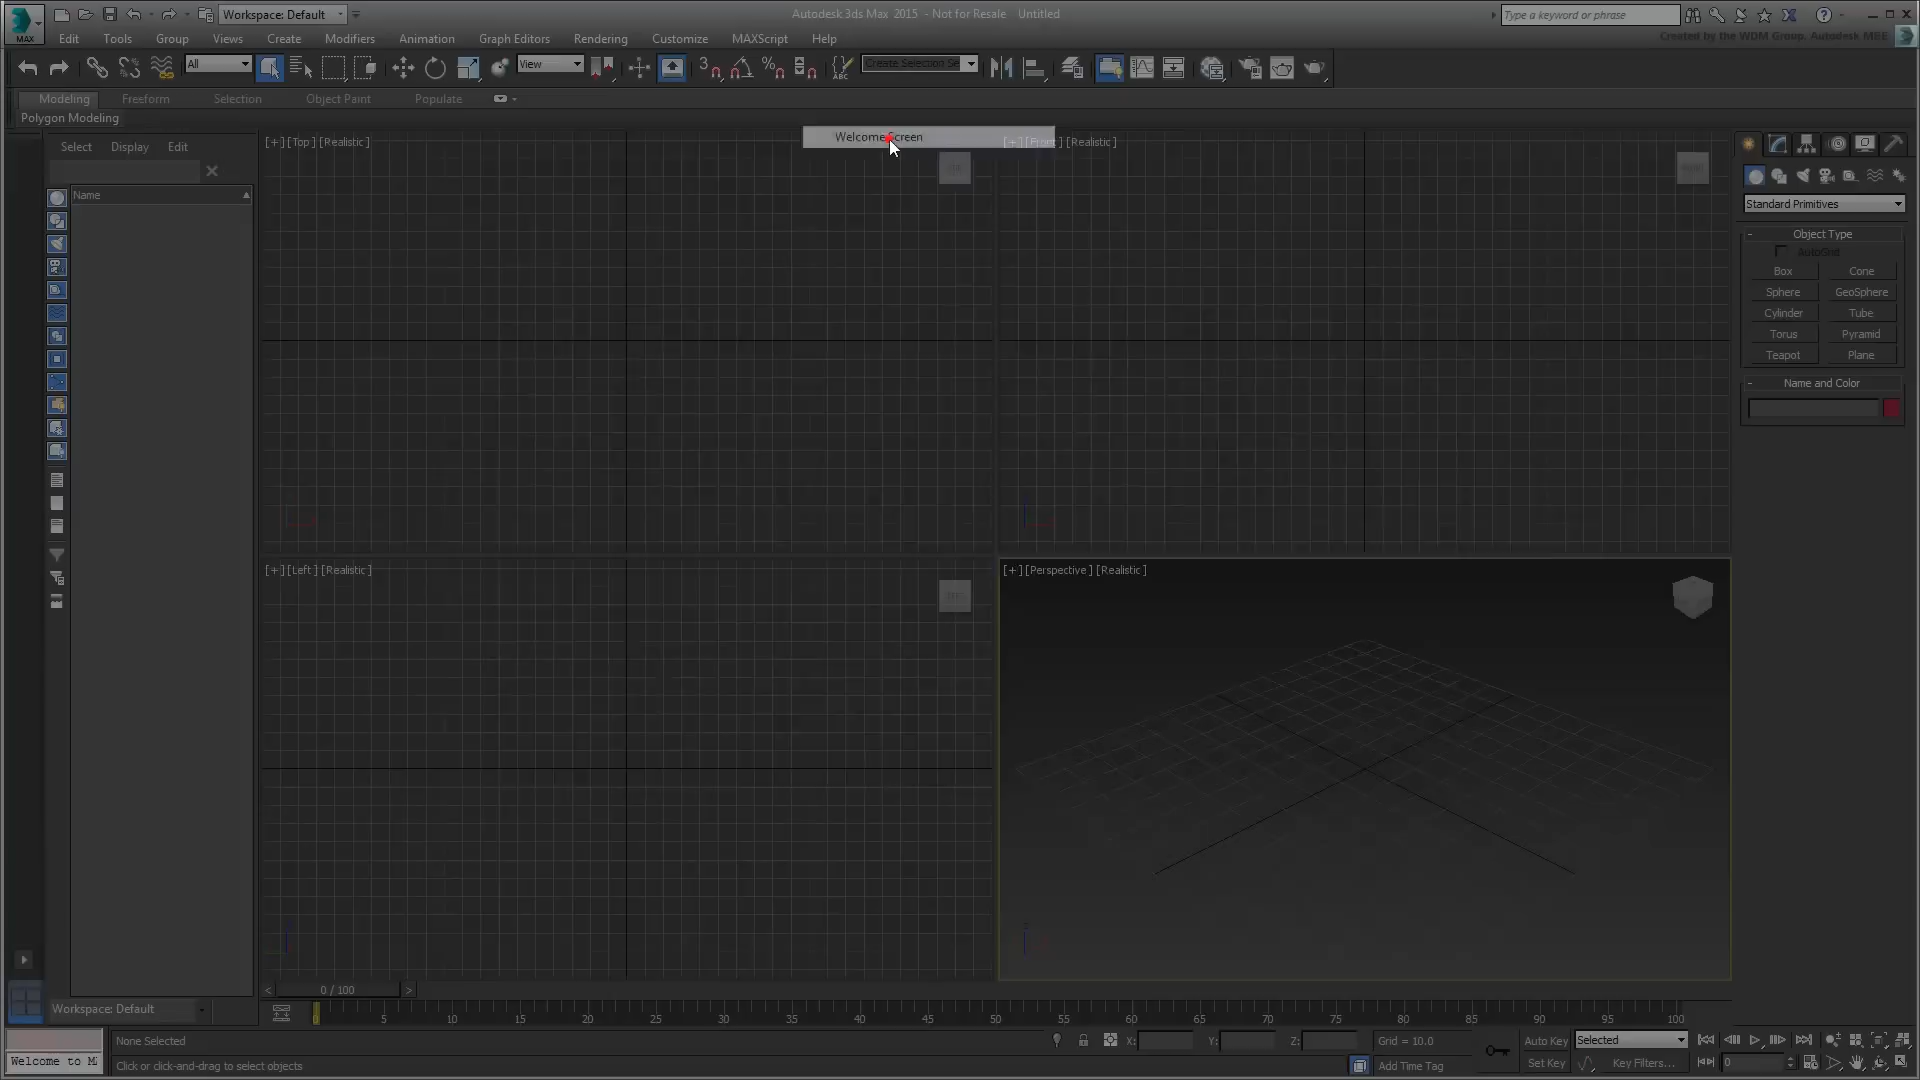 Workspace: Default
Autodesk 3ds Max 2015 - Not for Resale Untitled
Type a keyword or phrase
MAX
Edit Tools Group Views Create Modifiers Animation Graph Editors Rendering Customize MAXScript Help
Created by the WDM Group, Autodesk M&E
All
View
3
ABC
Create Selection Se
Modeling Freeform Selection Object Paint Populate
Polygon Modeling
Welcome Screen
[+] [Top] [Realistic]
[+] [Front] [Realistic]
Select Display Edit
Name
Standard Primitives
Object Type
AutoGrid
Box Cone
Sphere GeoSphere
Cylinder Tube
Torus Pyramid
Teapot Plane
Name and Color
[+] [Left] [Realistic]
[+] [Perspective] [Realistic]
< 0 / 100 >
Workspace: Default
0 5 10 15 20 25 30 35 40 45 50 55 60 65 70 75 80 85 90 95 100
None Selected
X: Y: Z: Grid = 10.0
Auto Key Selected
Welcome to M
Click or click-and-drag to select objects
Add Time Tag
Set Key Key Filters... 0